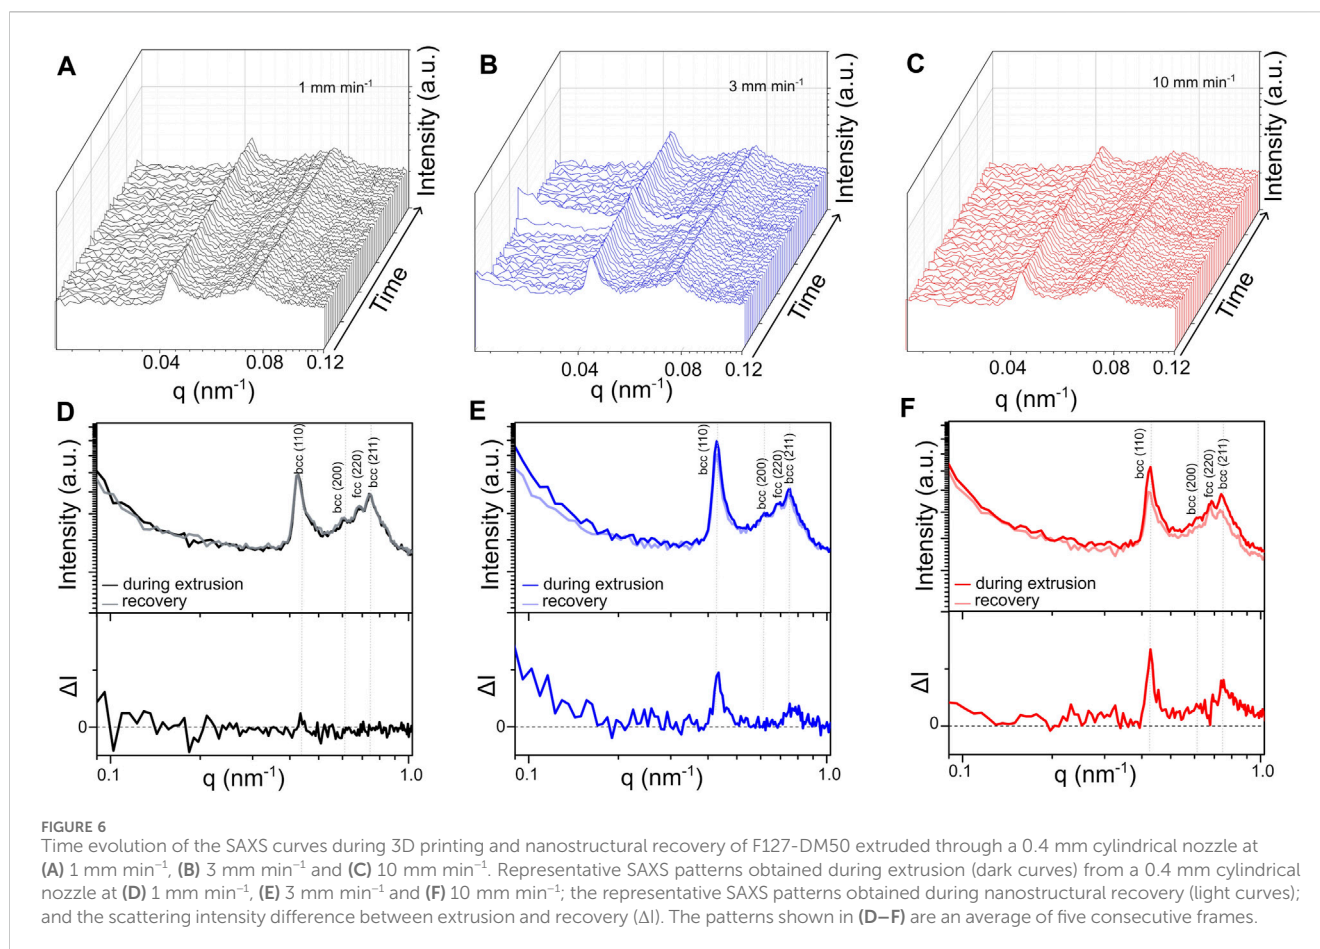 A
1 mm min⁻¹
Intensity (a.u.)
Time
0.04
0.08
0.12
q (nm⁻¹)
B
3 mm min⁻¹
Intensity (a.u.)
Time
0.04
0.08
0.12
q (nm⁻¹)
C
10 mm min⁻¹
Intensity (a.u.)
Time
0.04
0.08
0.12
q (nm⁻¹)
D
Intensity (a.u.)
bcc (110)
bcc (200)
fcc (220)
bcc (211)
during extrusion
recovery
ΔI
0
0.1
1.0
q (nm⁻¹)
E
Intensity (a.u.)
bcc (110)
bcc (200)
fcc (220)
bcc (211)
during extrusion
recovery
ΔI
0
0.1
1.0
q (nm⁻¹)
F
Intensity (a.u.)
bcc (110)
bcc (200)
fcc (220)
bcc (211)
during extrusion
recovery
ΔI
0
0.1
1.0
q (nm⁻¹)
FIGURE 6
Time evolution of the SAXS curves during 3D printing and nanostructural recovery of F127-DM50 extruded through a 0.4 mm cylindrical nozzle at
(A) 1 mm min⁻¹, (B) 3 mm min⁻¹ and (C) 10 mm min⁻¹. Representative SAXS patterns obtained during extrusion (dark curves) from a 0.4 mm cylindrical
nozzle at (D) 1 mm min⁻¹, (E) 3 mm min⁻¹ and (F) 10 mm min⁻¹; the representative SAXS patterns obtained during nanostructural recovery (light curves);
and the scattering intensity difference between extrusion and recovery (ΔI). The patterns shown in (D–F) are an average of five consecutive frames.